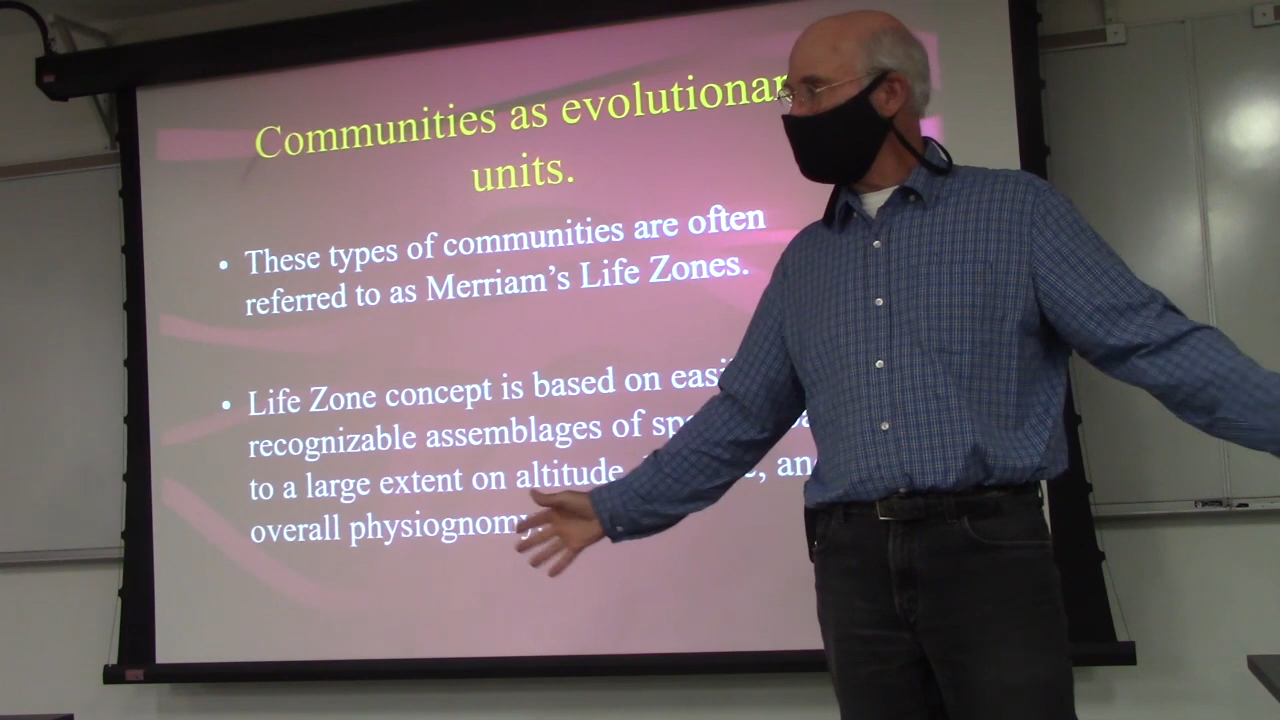 Communities as evolutionar
units.
• These types of communities are often
referred to as Merriam's Life Zones.
• Life Zone concept is based on easi
recognizable assemblages of sp
to a large extent on altitude, an
overall physiognomy.